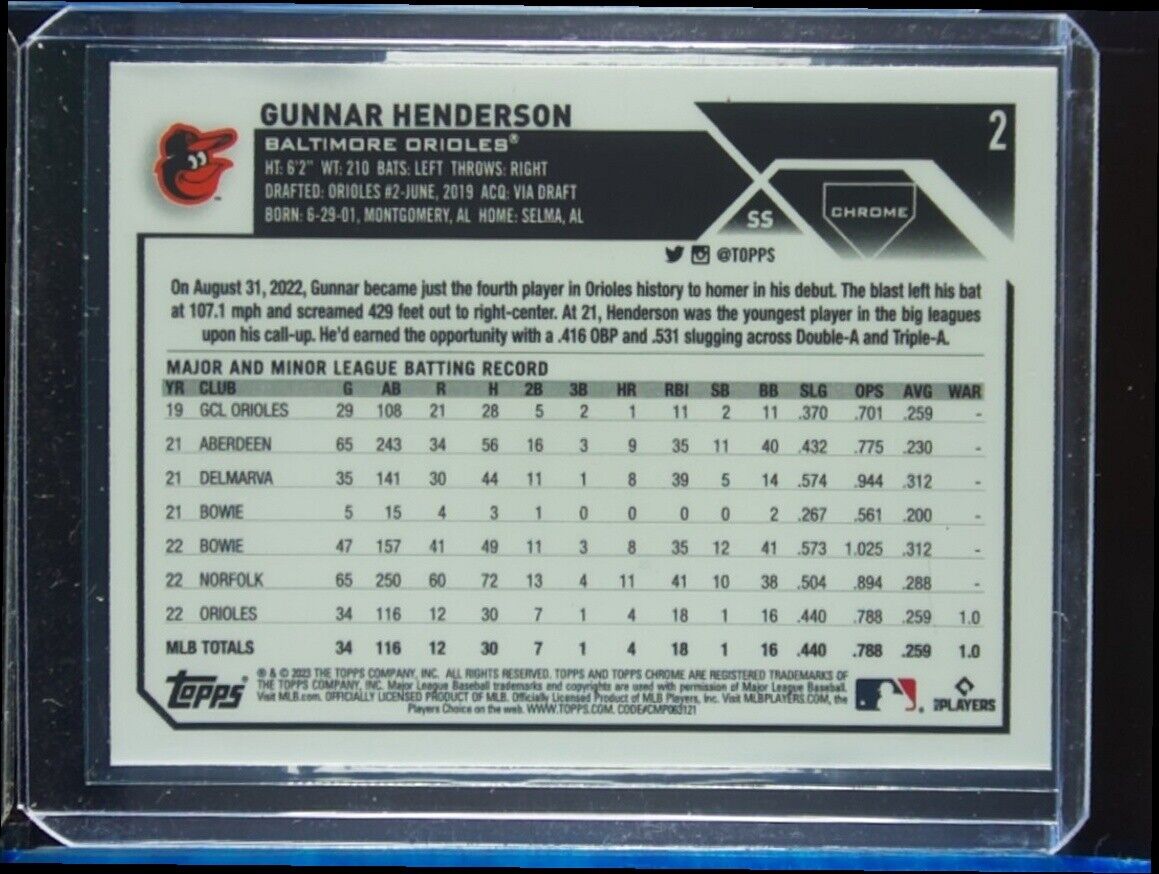 GUNNAR HENDERSON
2
BALTIMORE ORIOLES®
HT: 6'2" WT: 210 BATS: LEFT THROWS: RIGHT
DRAFTED: ORIOLES #2-JUNE, 2019 ACQ: VIA DRAFT
BORN: 6-29-01, MONTGOMERY, AL HOME: SELMA, AL
SS
CHROME
@TOPPS
On August 31, 2022, Gunnar became just the fourth player in Orioles history to homer in his debut. The blast left his bat
at 107.1 mph and screamed 429 feet out to right-center. At 21, Henderson was the youngest player in the big leagues
upon his call-up. He'd earned the opportunity with a .416 OBP and .531 slugging across Double-A and Triple-A.
MAJOR AND MINOR LEAGUE BATTING RECORD
YR CLUB G AB R H 2B 3B HR RBI SB BB SLG OPS AVG WAR
19 GCL ORIOLES 29 108 21 28 5 2 1 11 2 11 .370 .701 .259 -
21 ABERDEEN 65 243 34 56 16 3 9 35 11 40 .432 .775 .230 -
21 DELMARVA 35 141 30 44 11 1 8 39 5 14 .574 .944 .312 -
21 BOWIE 5 15 4 3 1 0 0 0 0 2 .267 .561 .200 -
22 BOWIE 47 157 41 49 11 3 8 35 12 41 .573 1.025 .312 -
22 NORFOLK 65 250 60 72 13 4 11 41 10 38 .504 .894 .288 -
22 ORIOLES 34 116 12 30 7 1 4 18 1 16 .440 .788 .259 1.0
MLB TOTALS 34 116 12 30 7 1 4 18 1 16 .440 .788 .259 1.0
Topps®
® & © 2023 THE TOPPS COMPANY, INC. ALL RIGHTS RESERVED. TOPPS AND TOPPS CHROME ARE REGISTERED TRADEMARKS OF
THE TOPPS COMPANY, INC. Major League Baseball trademarks and copyrights are used with permission of Major League Baseball.
Visit MLB.com. OFFICIALLY LICENSED PRODUCT OF MLB. Officially Licensed Product of MLB Players, Inc. Visit MLBPLAYERS.COM, the
Players Choice on the web. WWW.TOPPS.COM. CODE#CMP063121
PLAYERS